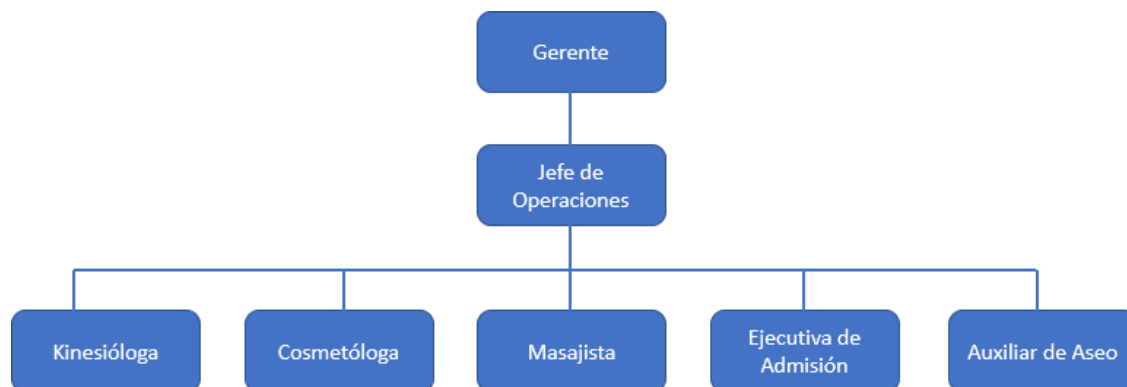 Gerente
Jefe de
Operaciones
Kinesióloga
Cosmetóloga
Masajista
Ejecutiva de
Admisión
Auxiliar de Aseo